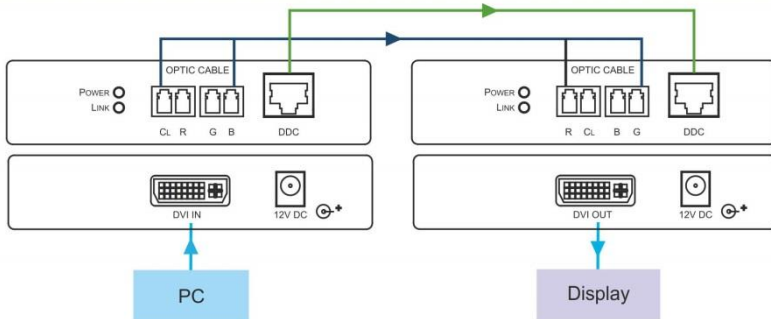 OPTIC CABLE
POWER
LINK
CL R G B DDC
DVI IN
12V DC
+
PC
OPTIC CABLE
POWER
LINK
R CL B G DDC
DVI OUT
12V DC
+
Display